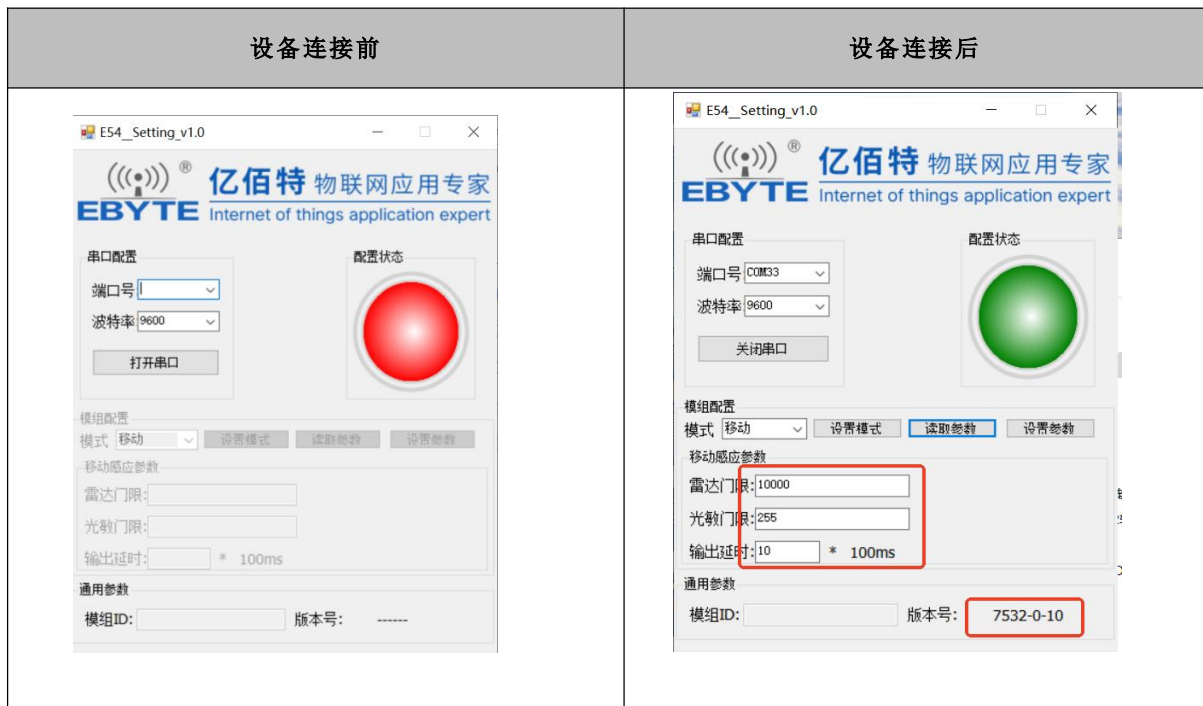 设备连接前
设备连接后
E54__Setting_v1.0
®
亿佰特 物联网应用专家
EBYTE Internet of things application expert
串口配置
配置状态
端口号
波特率 9600
打开串口
模组配置
模式 移动 设置模式 读取参数 设置参数
移动感应参数
雷达门限:
光敏门限:
输出延时: * 100ms
通用参数
模组ID: 版本号: ------
E54__Setting_v1.0
®
亿佰特 物联网应用专家
EBYTE Internet of things application expert
串口配置
配置状态
端口号 COM33
波特率 9600
关闭串口
模组配置
模式 移动 设置模式 读取参数 设置参数
移动感应参数
雷达门限: 10000
光敏门限: 255
输出延时: 10 * 100ms
通用参数
模组ID: 版本号: 7532-0-10